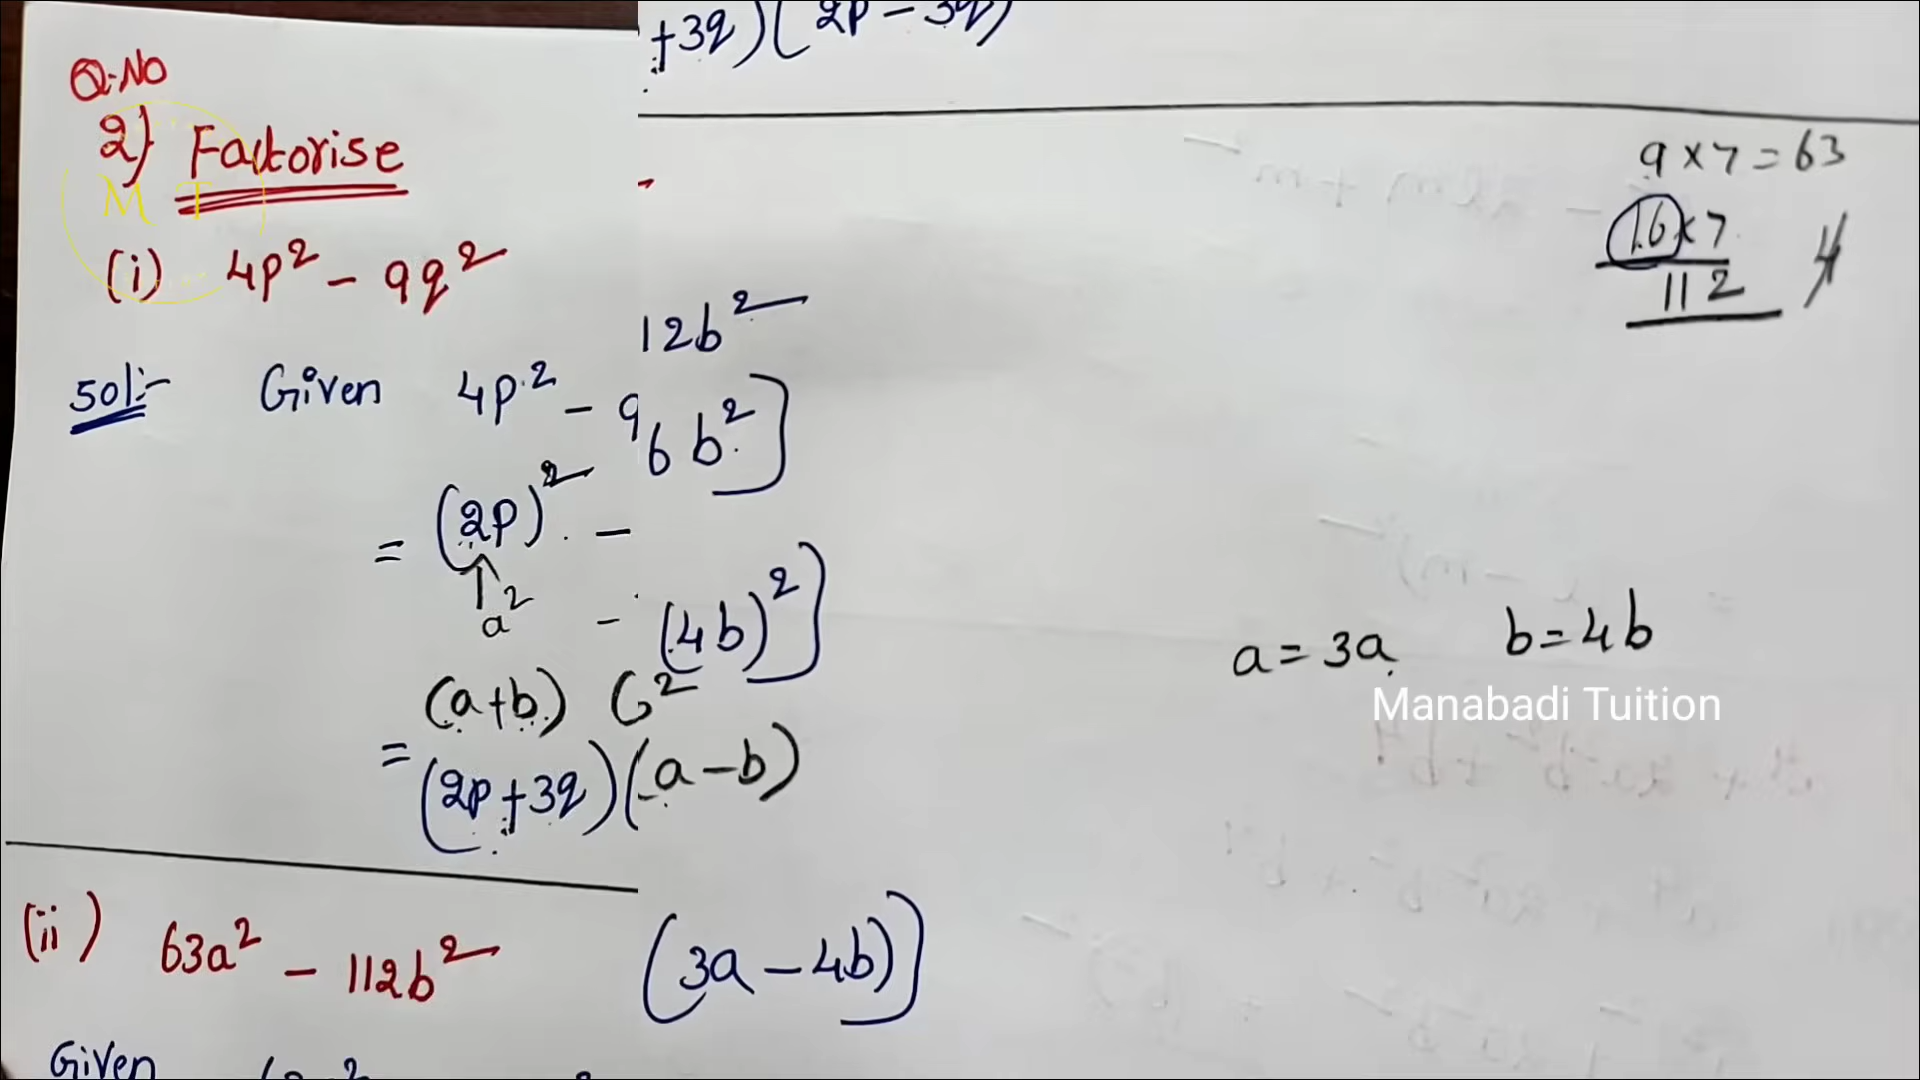 Q.NO
2) Factorise
M T
(i) 4p² - 9q²
Sol:- Given 4p² - 9
= (2p)² -
a² -
(a+b)
= (2p+3q)(
(ii) 63a² - 112b²
Given
+3q)(2p-3q)
12b²
6b²]
(4b)²]
(a-b)
(3a-4b)]
9×7=63
16×7
112
a=3a b=4b
Manabadi Tuition